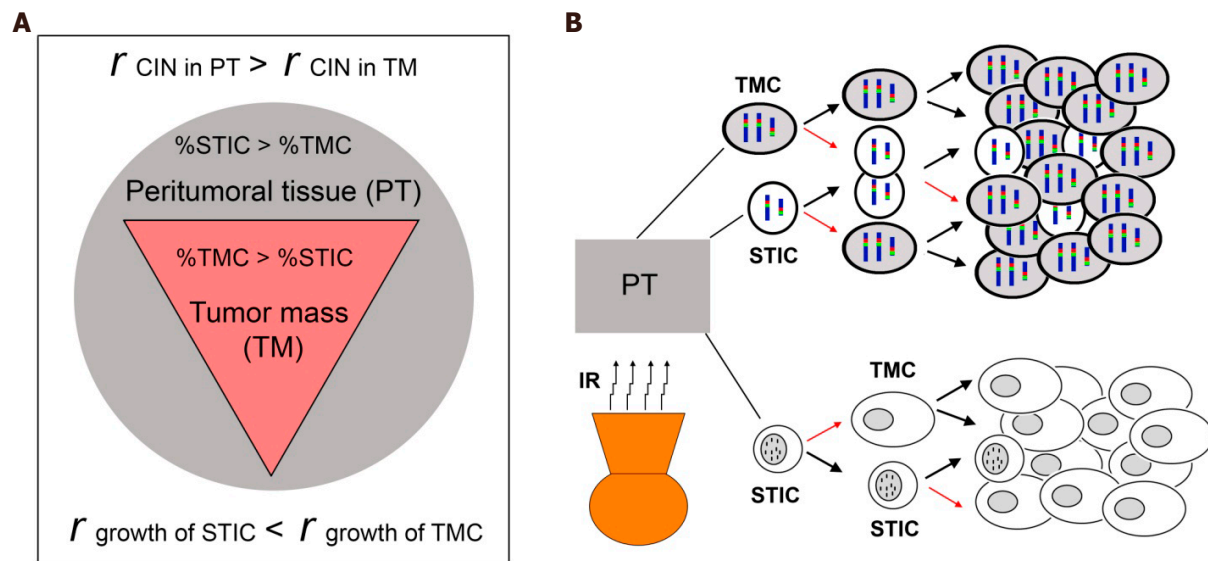 A
r CIN in PT > r CIN in TM
%STIC > %TMC
Peritumoral tissue (PT)
%TMC > %STIC
Tumor mass
(TM)
r growth of STIC < r growth of TMC
B
TMC
STIC
PT
IR
TMC
STIC
STIC